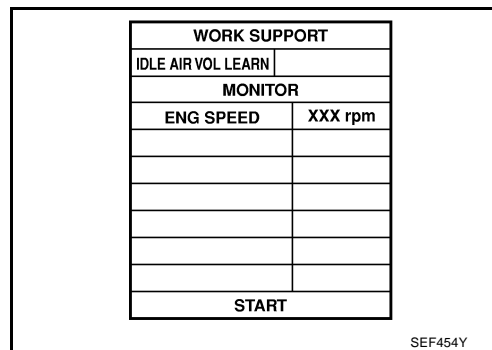 WORK SUPPORT
IDLE AIR VOL LEARN
MONITOR
ENG SPEED XXX rpm
START
SEF454Y